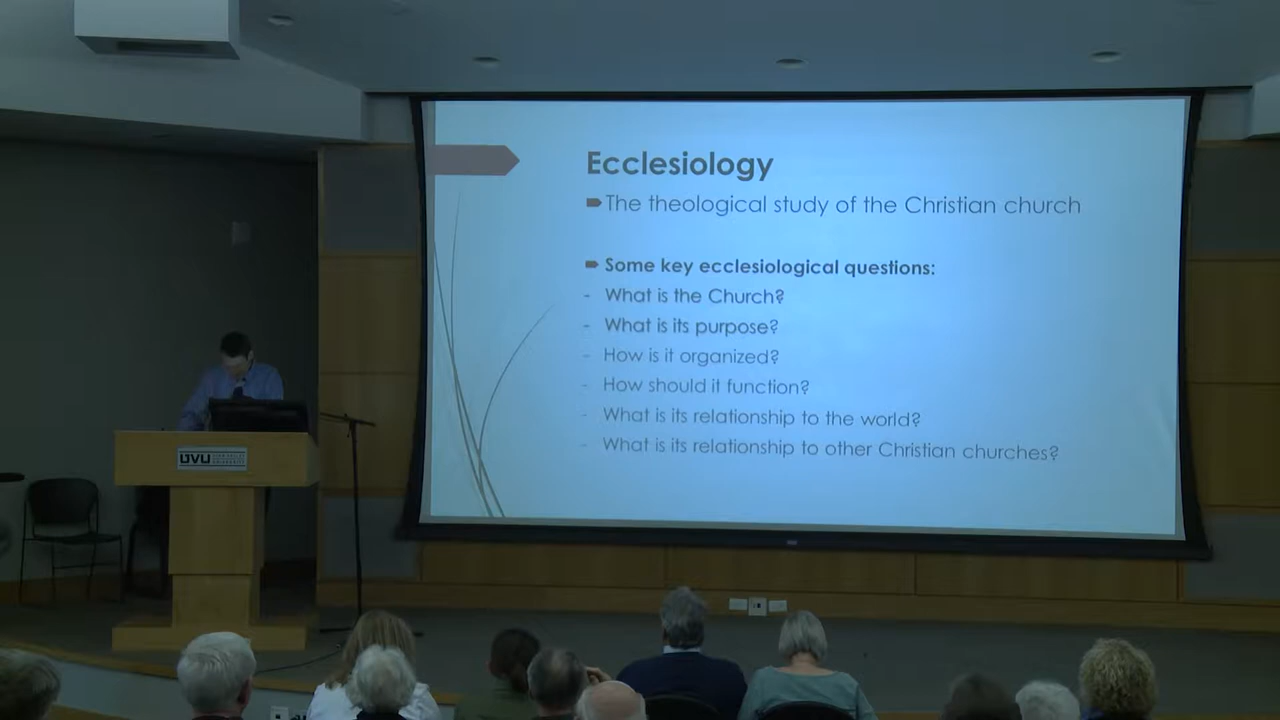 Ecclesiology
The theological study of the Christian church
Some key ecclesiological questions:
- What is the Church?
- What is its purpose?
- How is it organized?
- How should it function?
- What is its relationship to the world?
- What is its relationship to other Christian churches?
UVU